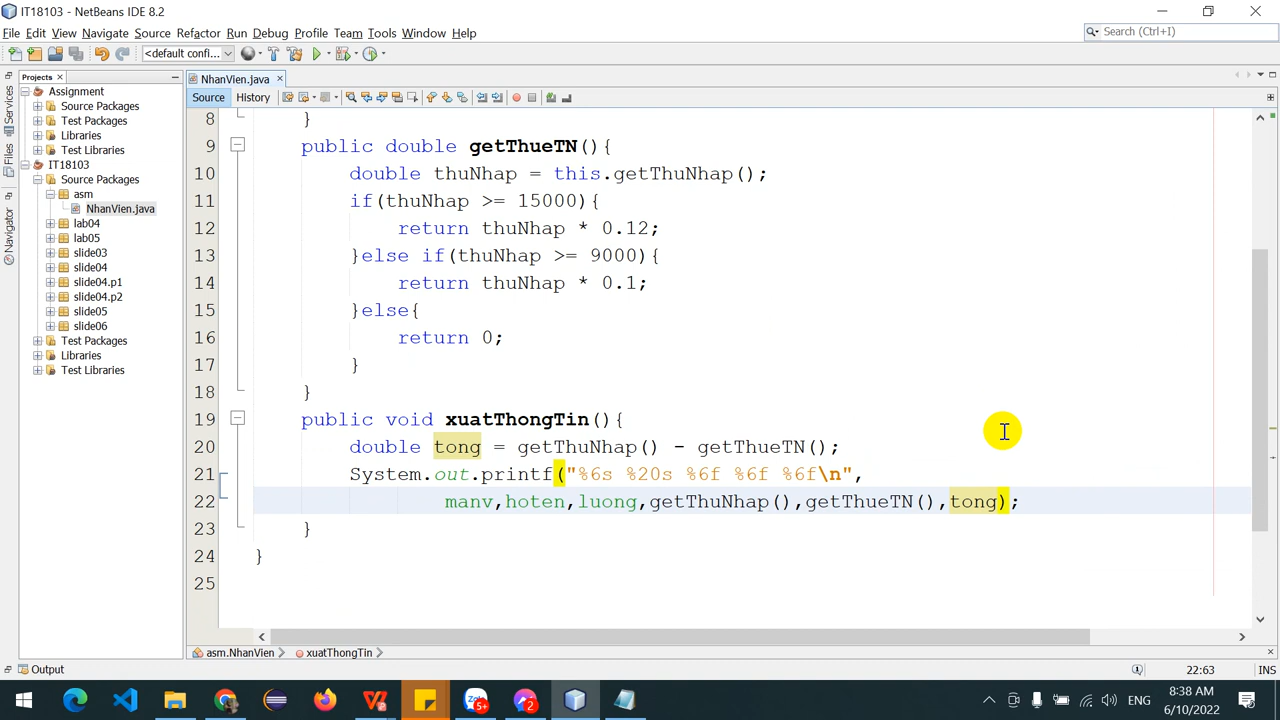 IT18103 - NetBeans IDE 8.2
File Edit View Navigate Source Refactor Run Debug Profile Team Tools Window Help
Search (Ctrl+I)
<default confi...
Projects
NhanVien.java
Services
Files
Navigator
Assignment
Source Packages
Test Packages
Libraries
Test Libraries
IT18103
Source Packages
asm
NhanVien.java
lab04
lab05
slide03
slide04
slide04.p1
slide04.p2
slide05
slide06
Test Packages
Libraries
Test Libraries
Source History
8 }
9 public double getThueTN(){
10 double thuNhap = this.getThuNhap();
11 if(thuNhap >= 15000){
12 return thuNhap * 0.12;
13 }else if(thuNhap >= 9000){
14 return thuNhap * 0.1;
15 }else{
16 return 0;
17 }
18 }
19 public void xuatThongTin(){
20 double tong = getThuNhap() - getThueTN();
21 System.out.printf("%6s %20s %6f %6f %6f\n",
22 manv,hoten,luong,getThuNhap(),getThueTN(),tong);
23 }
24 }
25
asm.NhanVien xuatThongTin
Output
22:63 INS
5+
2
ENG
8:38 AM
6/10/2022